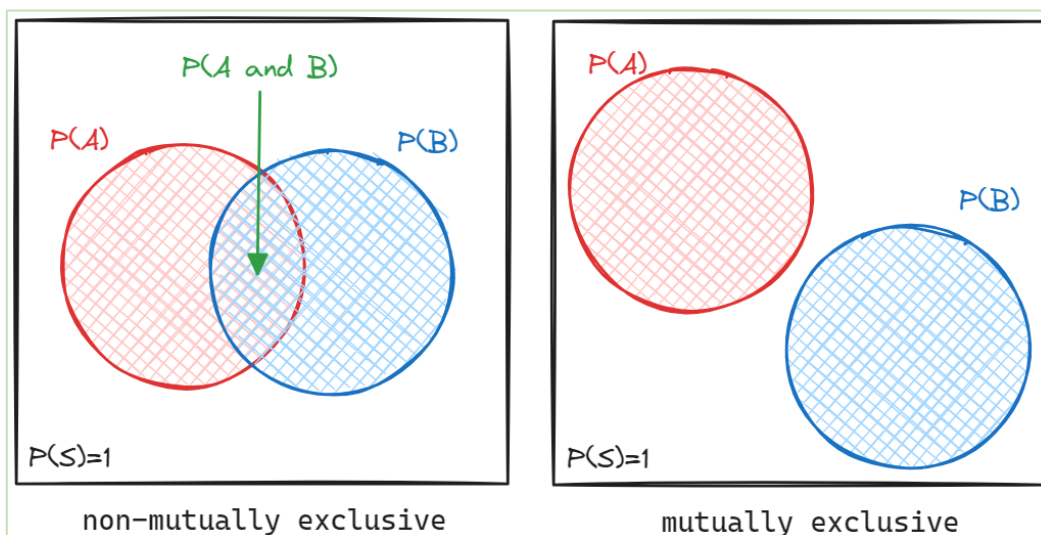 P(A and B)
P(A)
P(B)
P(S)=1
non-mutually exclusive
P(A)
P(B)
P(S)=1
mutually exclusive